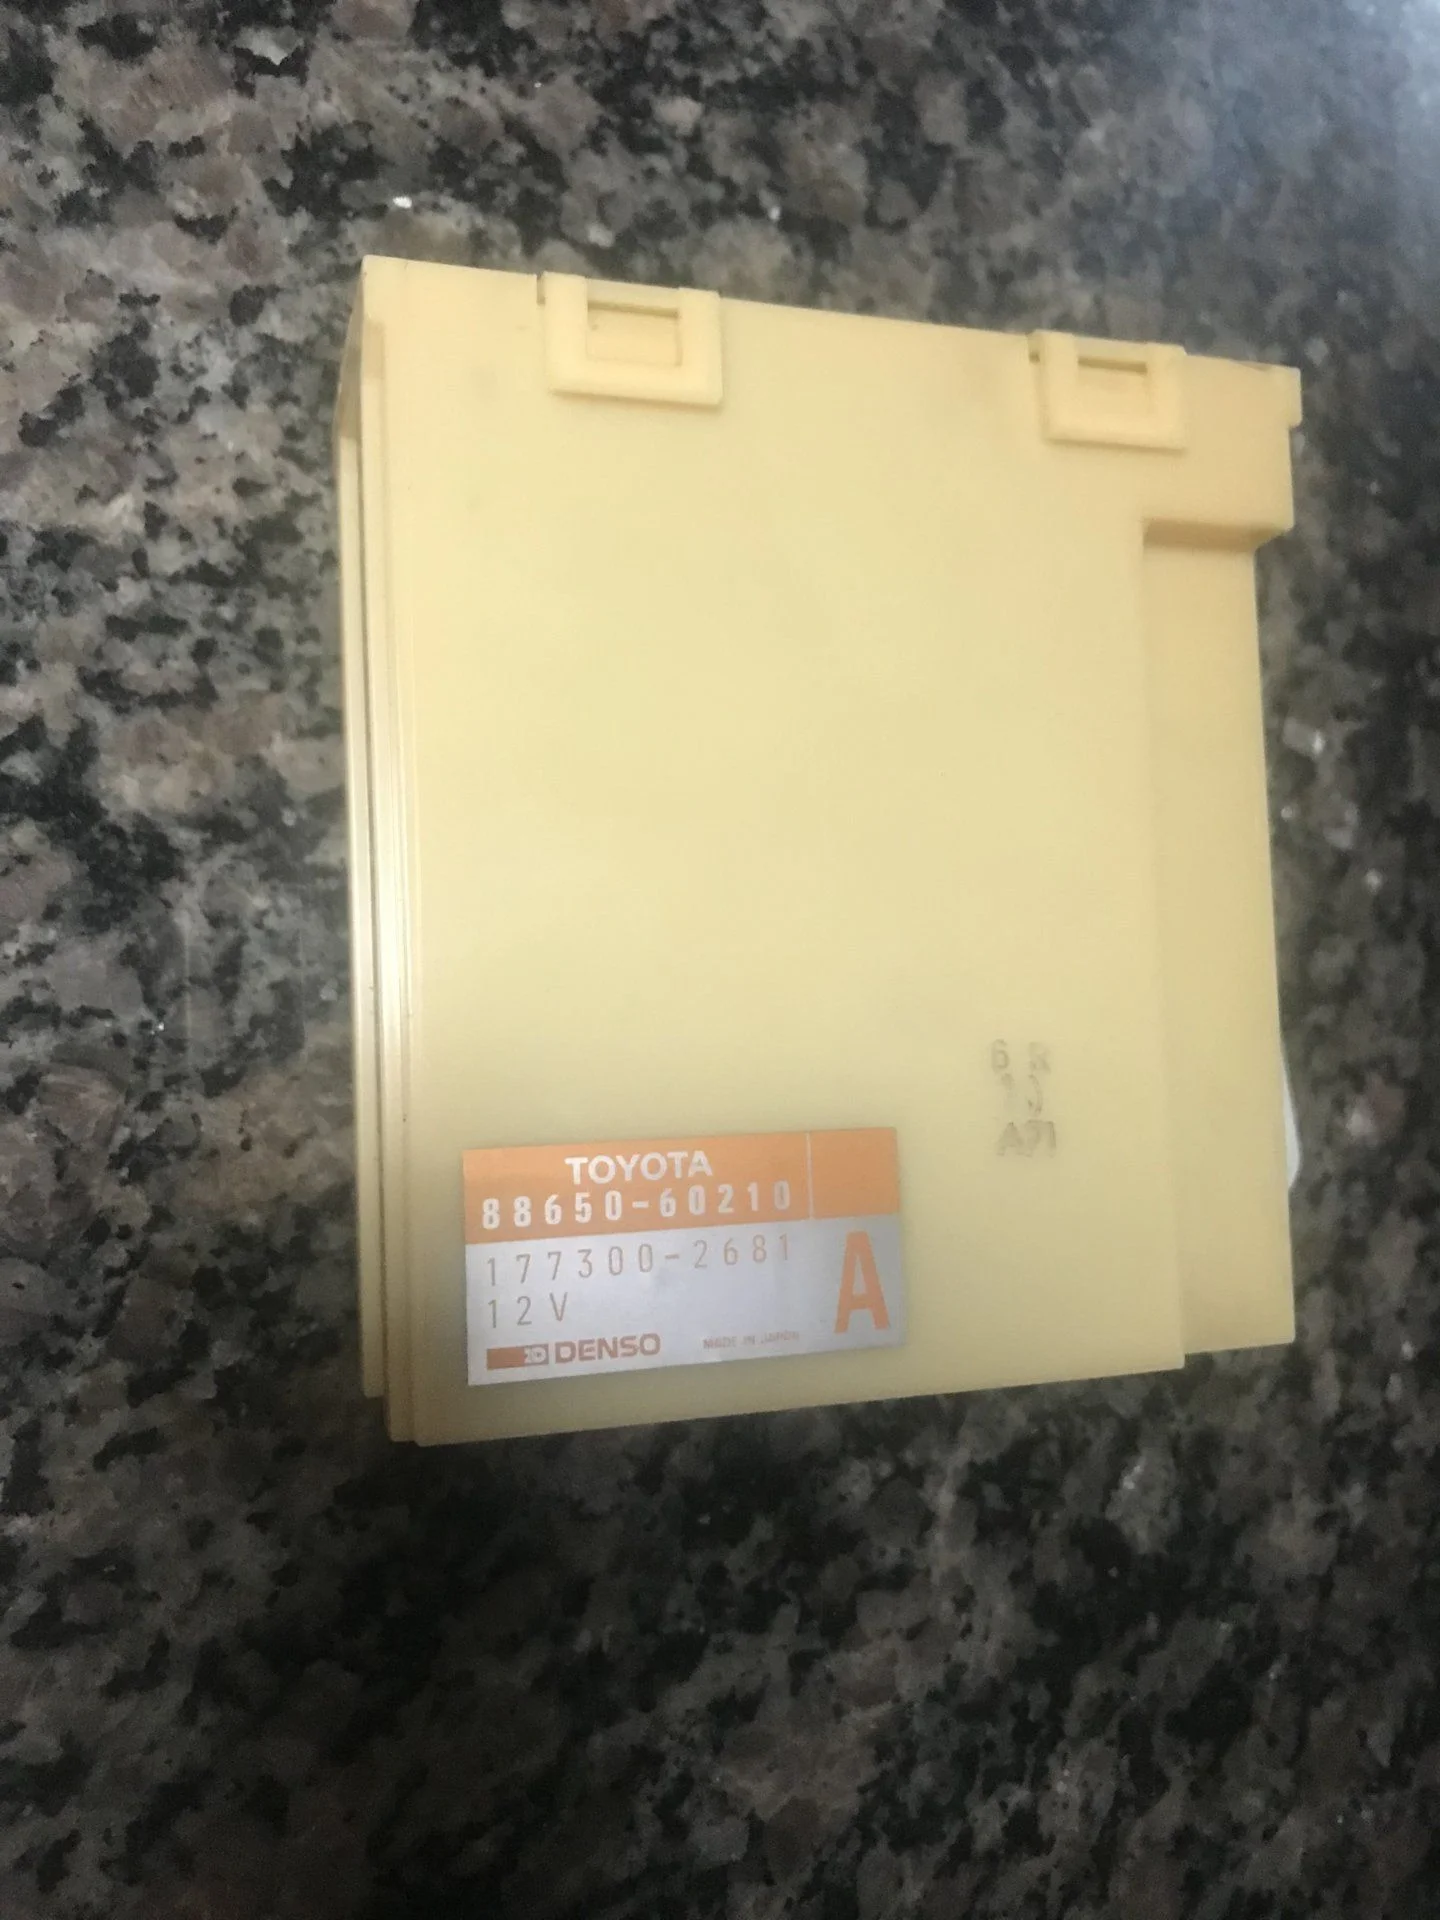 TOYOTA
88650-60210
177300-2681
12V
A
DENSO
MADE IN JAPAN